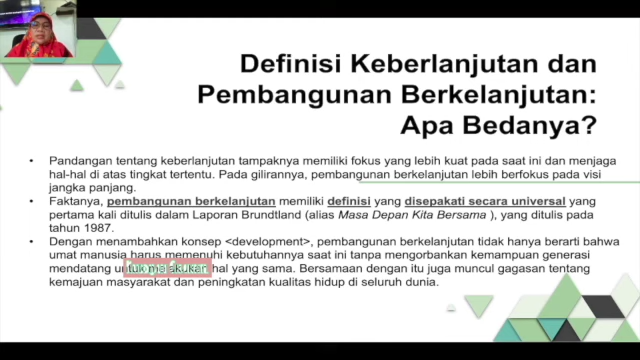 Definisi Keberlanjutan dan
Pembangunan Berkelanjutan:
Apa Bedanya?
• Pandangan tentang keberlanjutan tampaknya memiliki fokus yang lebih kuat pada saat ini dan menjaga
hal-hal di atas tingkat tertentu. Pada gilirannya, pembangunan berkelanjutan lebih berfokus pada visi
jangka panjang.
• Faktanya, pembangunan berkelanjutan memiliki definisi yang disepakati secara universal yang
pertama kali ditulis dalam Laporan Brundtland (alias Masa Depan Kita Bersama ), yang ditulis pada
tahun 1987.
• Dengan menambahkan konsep <development>, pembangunan berkelanjutan tidak hanya berarti bahwa
umat manusia harus memenuhi kebutuhannya saat ini tanpa mengorbankan kemampuan generasi
mendatang untuk melakukan hal yang sama. Bersamaan dengan itu juga muncul gagasan tentang
kemajuan masyarakat dan peningkatan kualitas hidup di seluruh dunia.